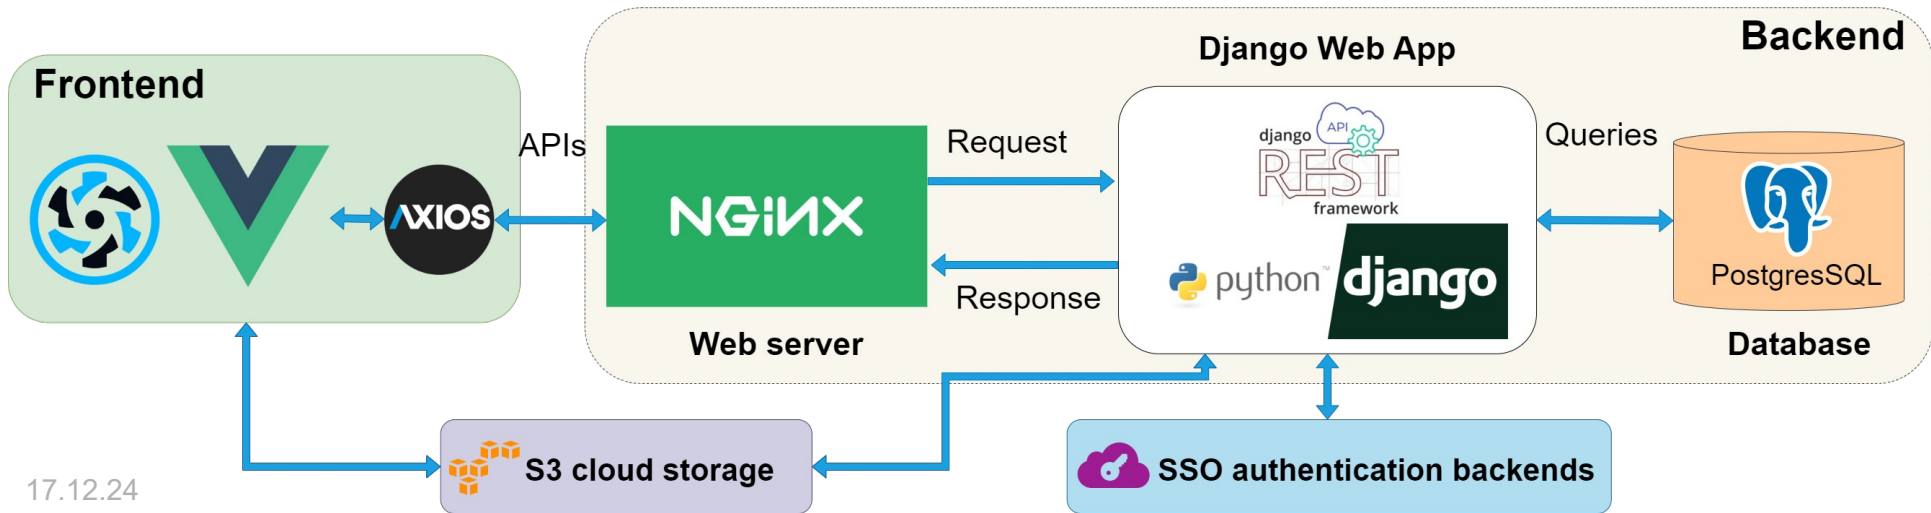 Frontend
AXIOS
APIs
Backend
NGINX
Web server
Request
Response
Django Web App
django
API
REST
framework
python™
django
Queries
PostgresSQL
Database
S3 cloud storage
SSO authentication backends
17.12.24